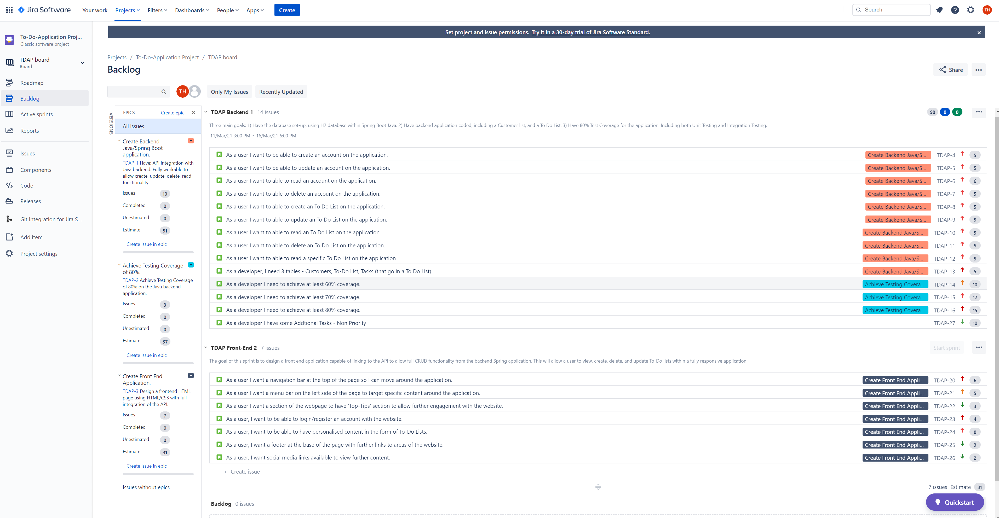 Jira Software Your work Projects Filters Dashboards People Apps Create Search TH
Set project and issue permissions. Try it in a 30-day trial of Jira Software Standard.
To-Do-Application Proj...
Classic software project
TDAP board
Board
Roadmap
Backlog
Active sprints
Reports
Issues
Components
Code
Releases
Git Integration for Jira S...
Add item
Project settings
Projects / To-Do-Application Project / TDAP board
Backlog
Share
TH Only My Issues Recently Updated
VERSIONS
EPICS Create epic
All issues
Create Backend
Java/Spring Boot
application.
TDAP-1 Have: API integration with
Java backend. Fully workable to
allow create, update, delete, read
functionality.
Issues 10
Completed 0
Unestimated 0
Estimate 51
Create issue in epic
Achieve Testing Coverage
of 80%.
TDAP-2 Achieve Testing Coverage
of 80% on the Java backend
application.
Issues 3
Completed 0
Unestimated 0
Estimate 37
Create issue in epic
Create Front End
Application.
TDAP-3 Design a frontend HTML
page using HTML/CSS with full
integration of the API.
Issues 7
Completed 0
Unestimated 0
Estimate 31
Create issue in epic
Issues without epics
TDAP Backend 1 14 issues 98 0 0
Three main goals: 1) Have the database set-up, using H2 database within Spring Boot Java. 2) Have backend application coded, including a Customer list, and a To Do List. 3) Have 80% Test Coverage for the application. Including both Unit Testing and Integration Testing.
11/Mar/21 3:00 PM • 16/Mar/21 6:00 PM
As a user I want to be able to create an account on the application. Create Backend Java/S... TDAP-4 5
As a user I want to be able to update an account on the application. Create Backend Java/S... TDAP-5 5
As a user I want to able to read an account on the application. Create Backend Java/S... TDAP-6 6
As a user I want to able to delete an account on the application. Create Backend Java/S... TDAP-7 5
As a user I want to able to create an To Do List on the application. Create Backend Java/S... TDAP-8 5
As a user I want to able to update an To Do List on the application. Create Backend Java/S... TDAP-9 5
As a user I want to able to read an To Do List on the application. Create Backend Java/S... TDAP-10 5
As a user I want to able to delete an To Do List on the application. Create Backend Java/S... TDAP-11 5
As a user I want to able to read a specific To Do List on the application. Create Backend Java/S... TDAP-12 5
As a developer, I need 3 tables - Customers, To-Do List, Tasks (that go in a To Do List). Create Backend Java/S... TDAP-13 5
As a developer I need to achieve at least 60% coverage. Achieve Testing Covera... TDAP-14 10
As a developer I need to achieve at least 70% coverage. Achieve Testing Covera... TDAP-15 12
As a developer I need to achieve at least 80% coverage. Achieve Testing Covera... TDAP-16 15
As a developer I have some Addtional Tasks - Non Priority TDAP-27 10
TDAP Front-End 2 7 issues Start sprint
The goal of this sprint is to design a front end application capable of linking to the API to allow full CRUD functionality from the backend Spring application. This will allow a user to view, create, delete, and update To-Do lists within a fully responsive application.
As a user I want a navigation bar at the top of the page so I can move around the application. Create Front End Appli... TDAP-20 6
As a user I want a menu bar on the left side of the page to target specific content around the application. Create Front End Appli... TDAP-21 5
As a user I want a section of the webpage to have 'Top-Tips' section to allow further engagement with the website. Create Front End Appli... TDAP-22 3
As a user, I want to be able to login/register an account with the website. Create Front End Appli... TDAP-23 4
As a user, I want to be able to have personalised content in the form of To-Do Lists. Create Front End Appli... TDAP-24 8
As a user, I want a footer at the base of the page with further links to areas of the website. Create Front End Appli... TDAP-25 3
As a user, I want social media links available to view further content. Create Front End Appli... TDAP-26 2
+ Create issue
7 issues Estimate 31
Backlog 0 issues
Quickstart